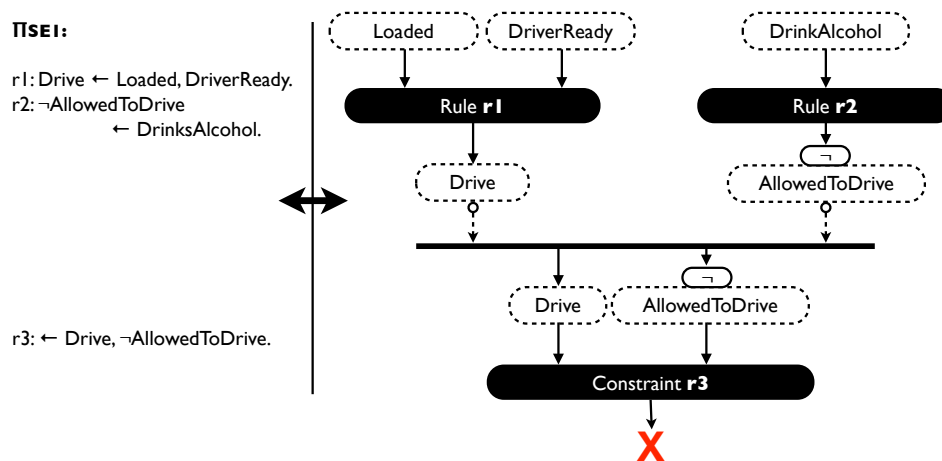 ΠSEI:
r1: Drive ← Loaded, DriverReady.
r2: ¬AllowedToDrive
← DrinksAlcohol.
r3: ← Drive, ¬AllowedToDrive.
Loaded
DriverReady
DrinkAlcohol
Rule r1
Rule r2
¬
Drive
AllowedToDrive
¬
Drive
AllowedToDrive
Constraint r3
X